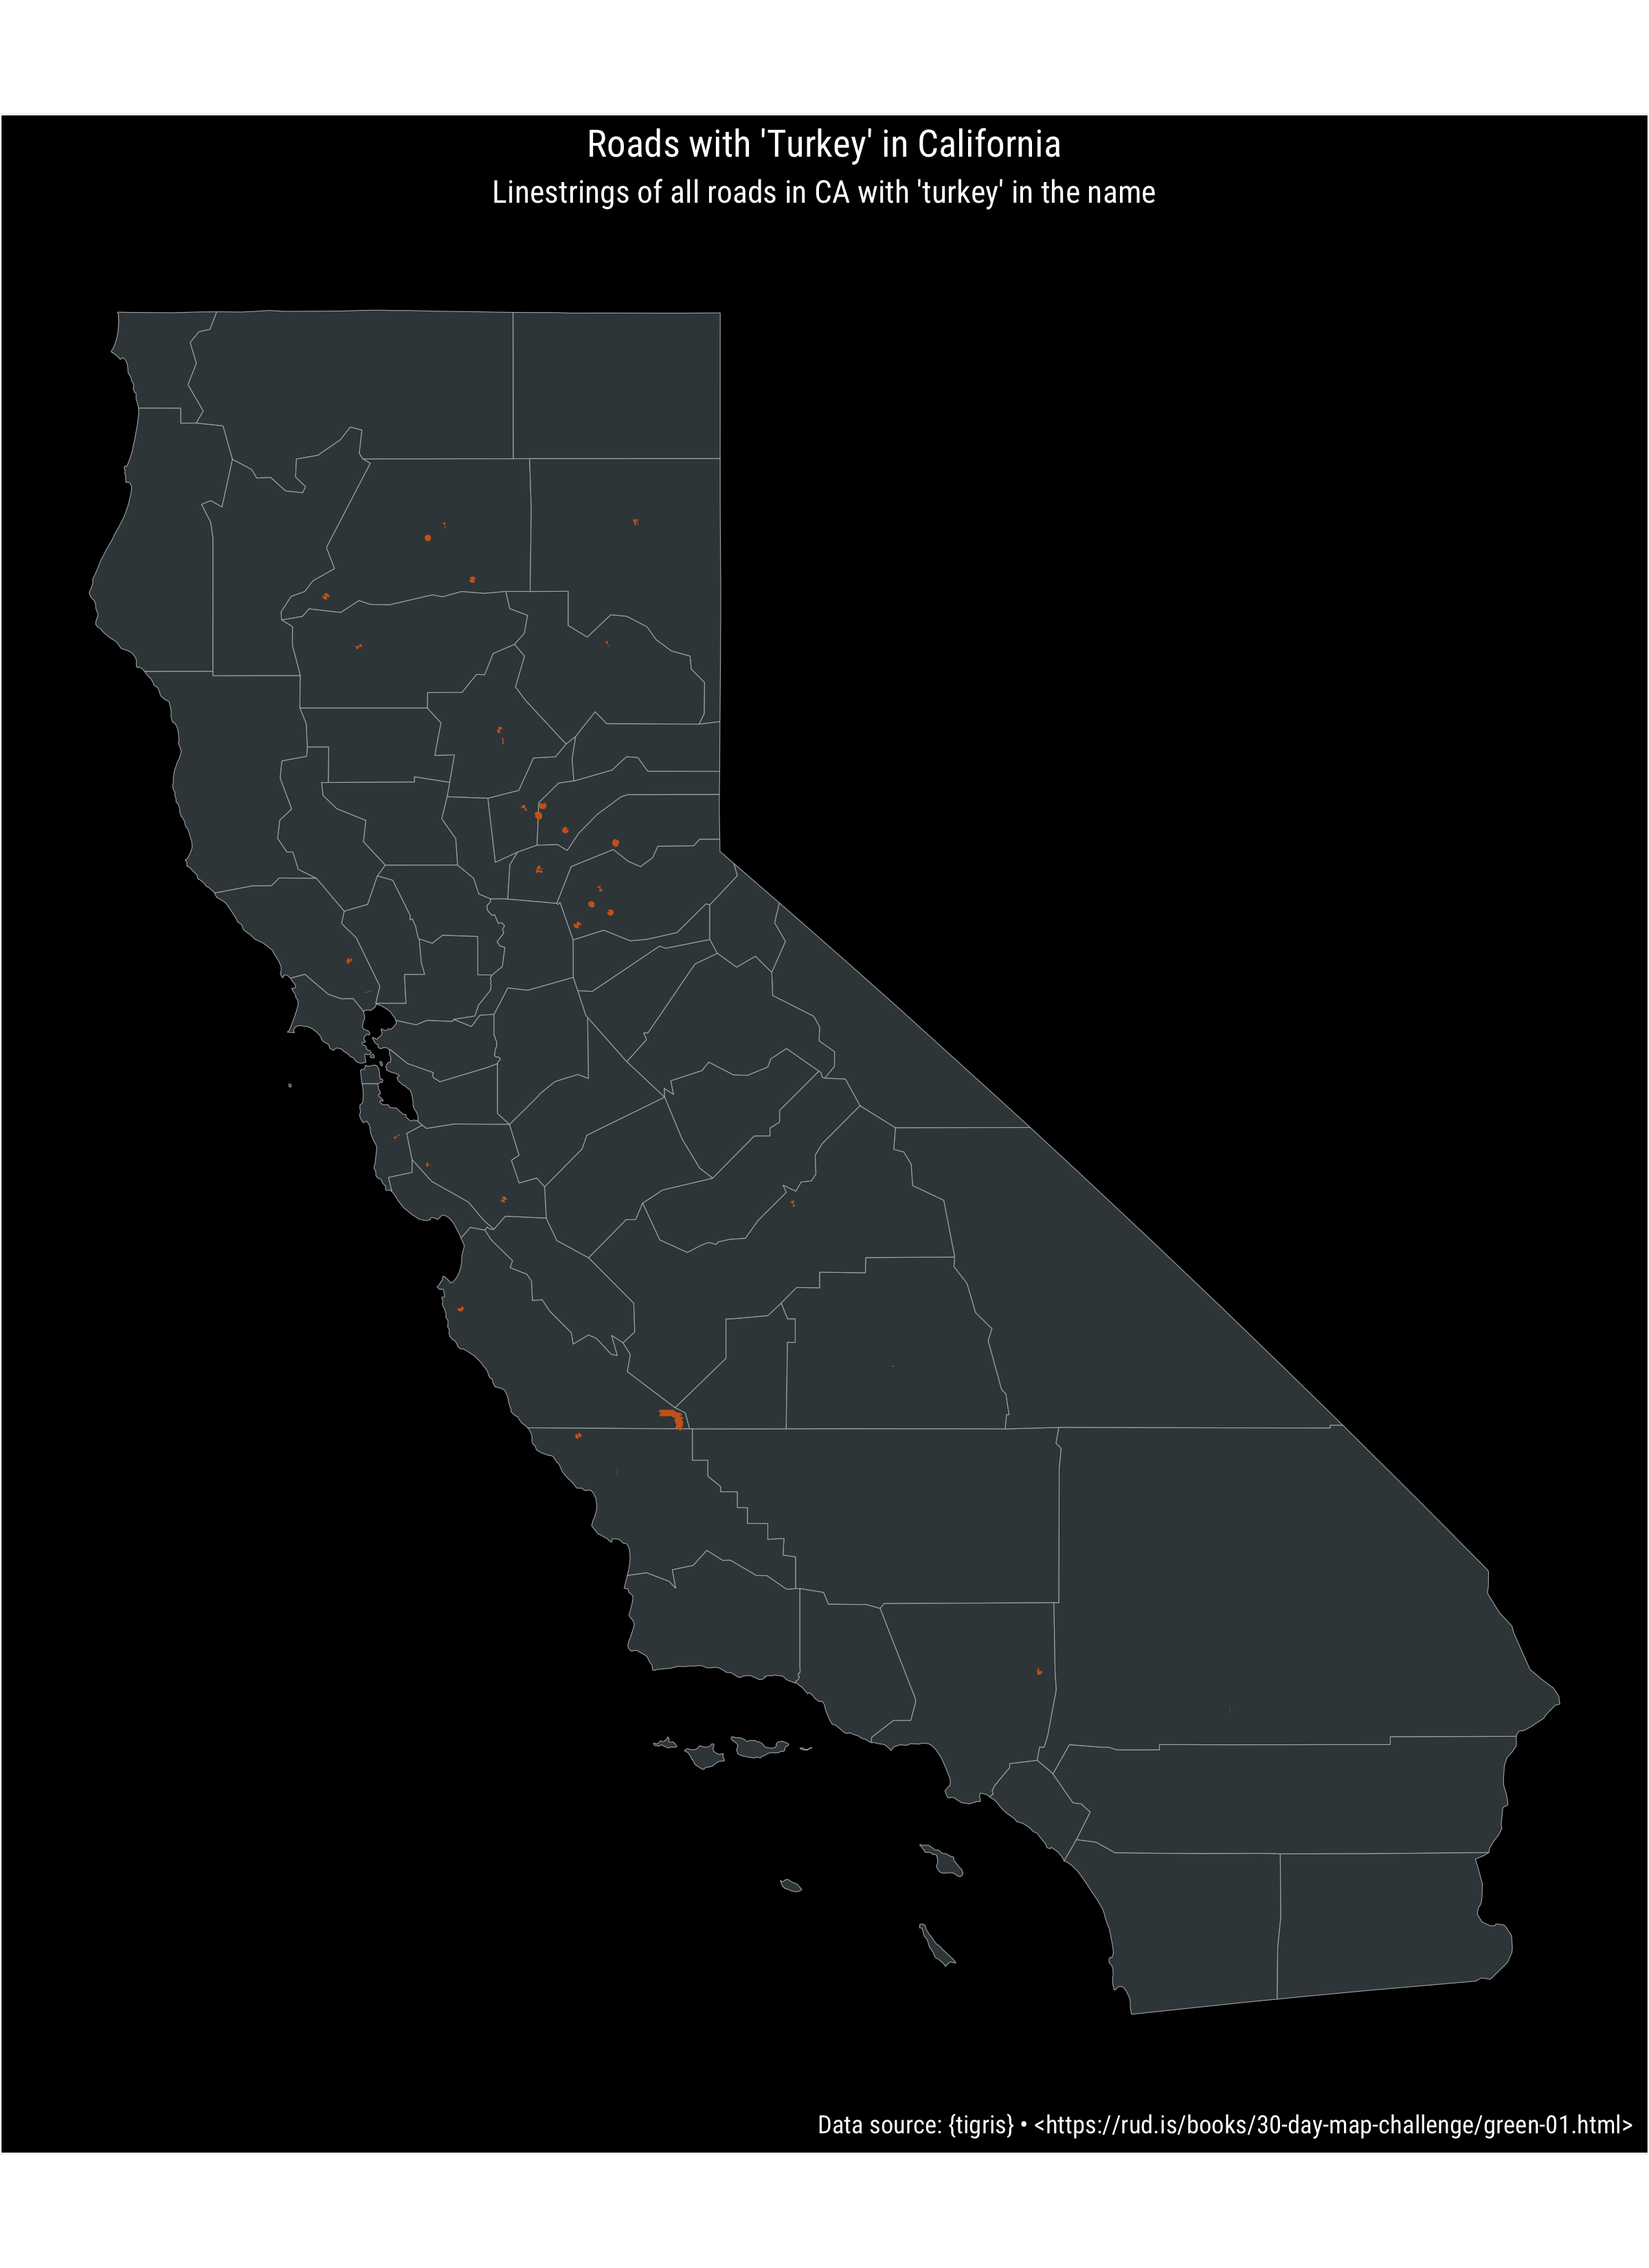 Roads with 'Turkey' in California
Linestrings of all roads in CA with 'turkey' in the name
Data source: {tigris} • <https://rud.is/books/30-day-map-challenge/green-01.html>